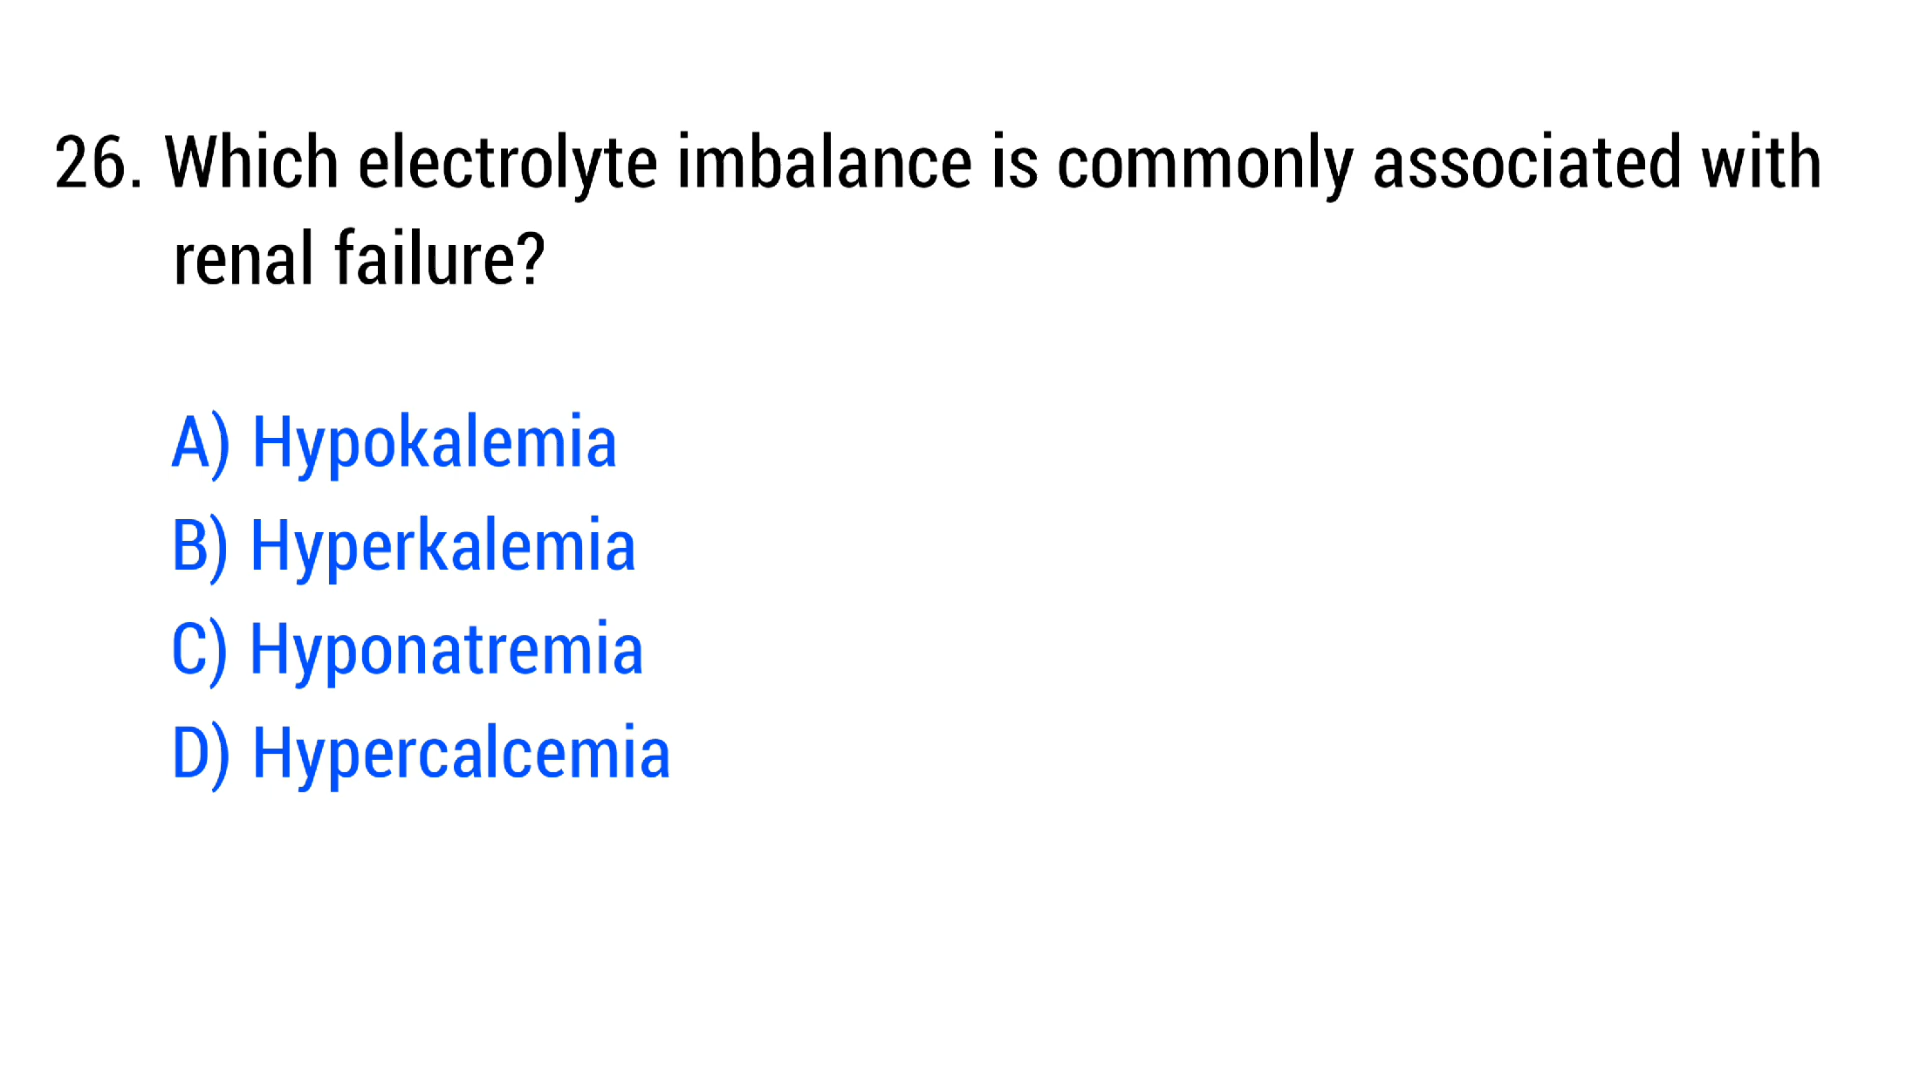 26. Which electrolyte imbalance is commonly associated with
renal failure?
A) Hypokalemia
B) Hyperkalemia
C) Hyponatremia
D) Hypercalcemia